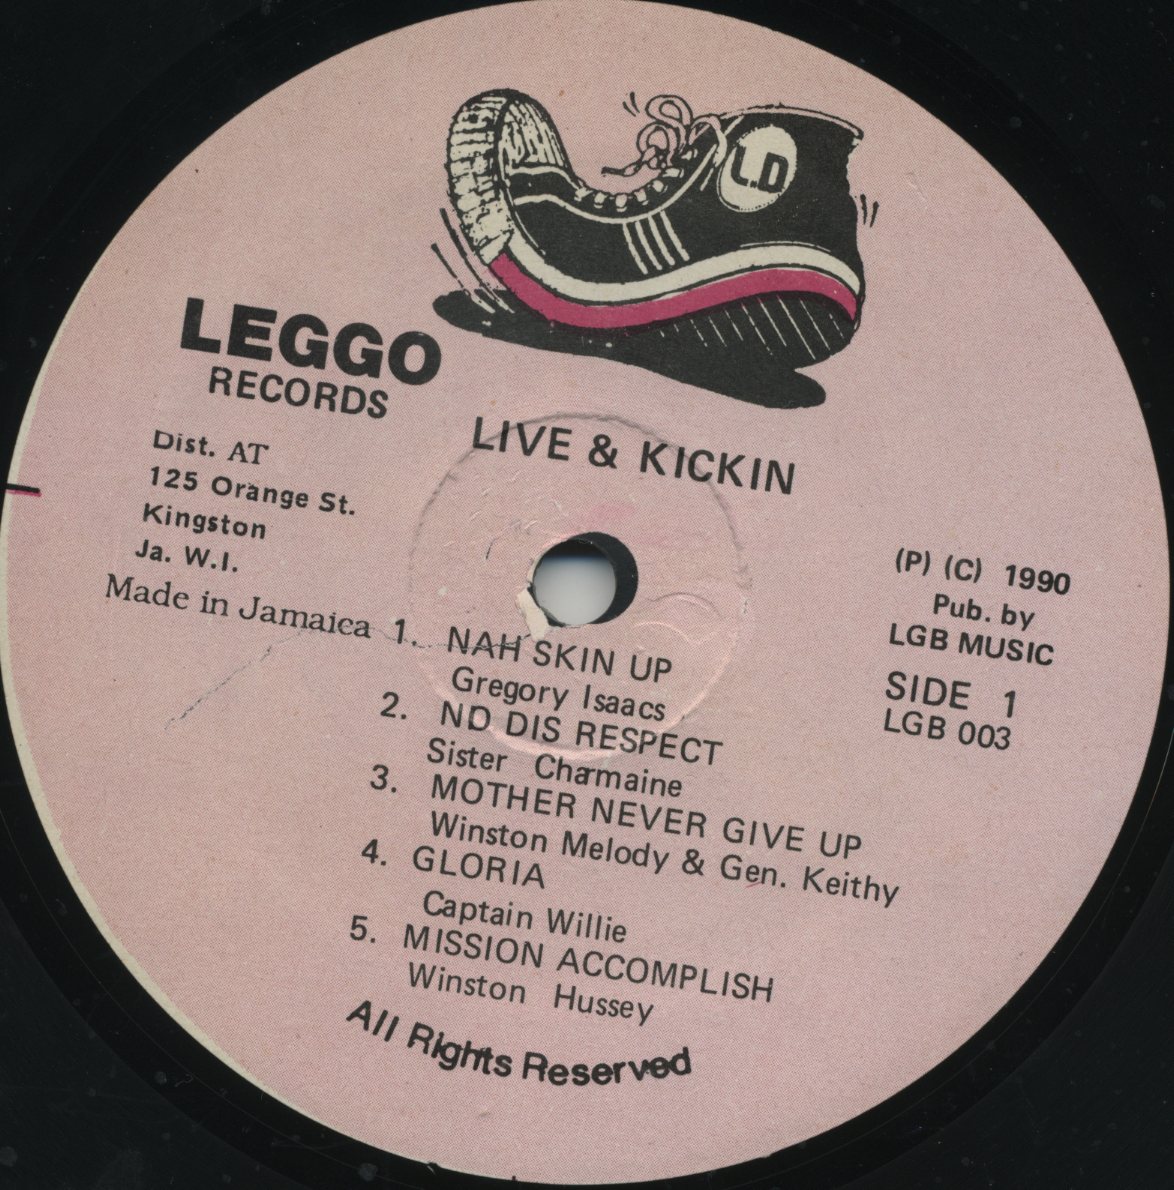 L.D
LEGGO
RECORDS
LIVE & KICKIN
Dist. AT
125 Orange St.
Kingston
Ja. W.I.
Made in Jamaica
(P) (C) 1990
Pub. by
LGB MUSIC
SIDE 1
LGB 003
1. NAH SKIN UP
Gregory Isaacs
2. ND DIS RESPECT
Sister Charmaine
3. MOTHER NEVER GIVE UP
Winston Melody & Gen. Keithy
4. GLORIA
Captain Willie
5. MISSION ACCOMPLISH
Winston Hussey
All Rights Reserved